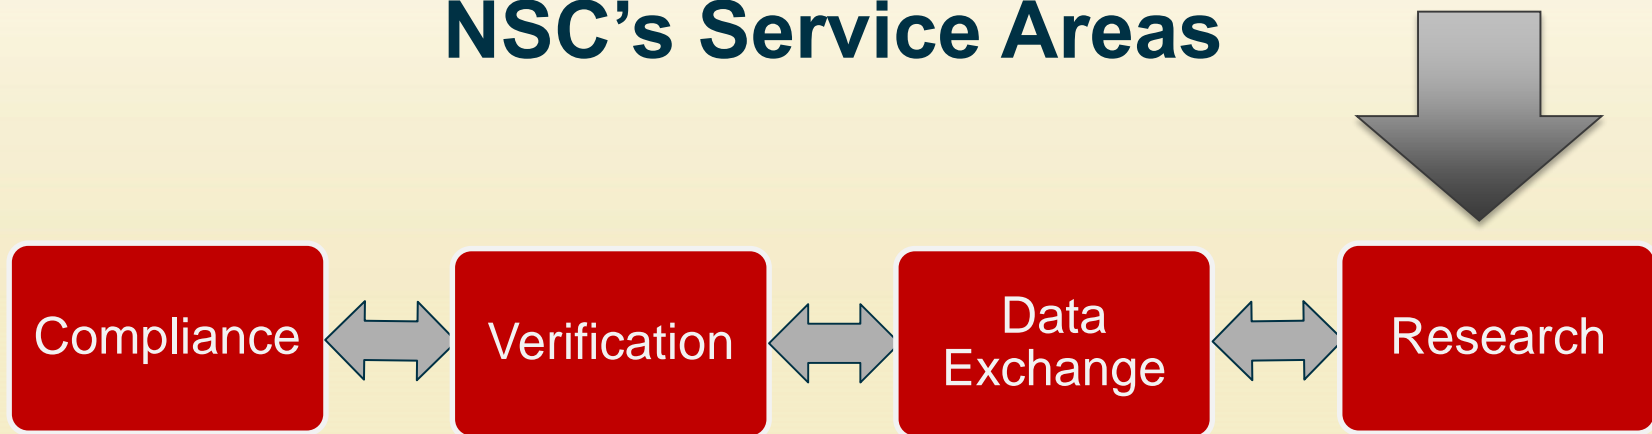 NSC’s Service Areas
Compliance
Verification
Data
Exchange
Research